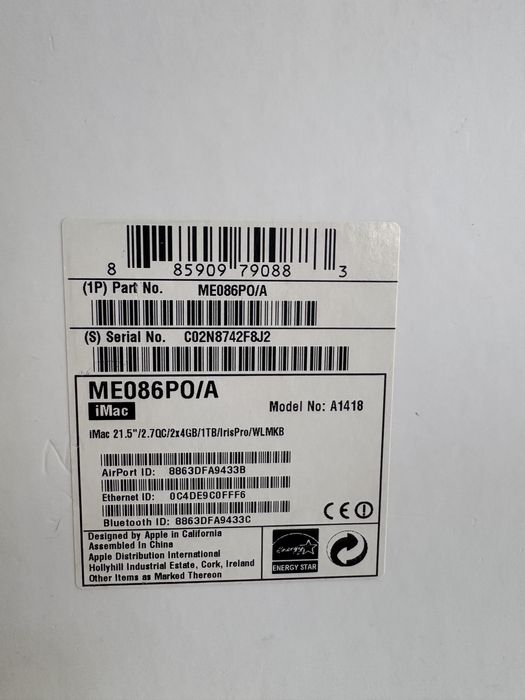 8 85909 79088 3
(1P) Part No. ME086PO/A
(S) Serial No. C02N8742F8J2
ME086PO/A
iMac
Model No: A1418
iMac 21.5"/2.7QC/2x4GB/1TB/IrisPro/WLMKB
AirPort ID: 8863DFA9433B
Ethernet ID: 0C4DE9C0FFF6
Bluetooth ID: 8863DFA9433C
CE
Designed by Apple in California
Assembled In China
Apple Distribution International
Hollyhill Industrial Estate, Cork, Ireland
Other Items as Marked Thereon
Energy
ENERGY STAR